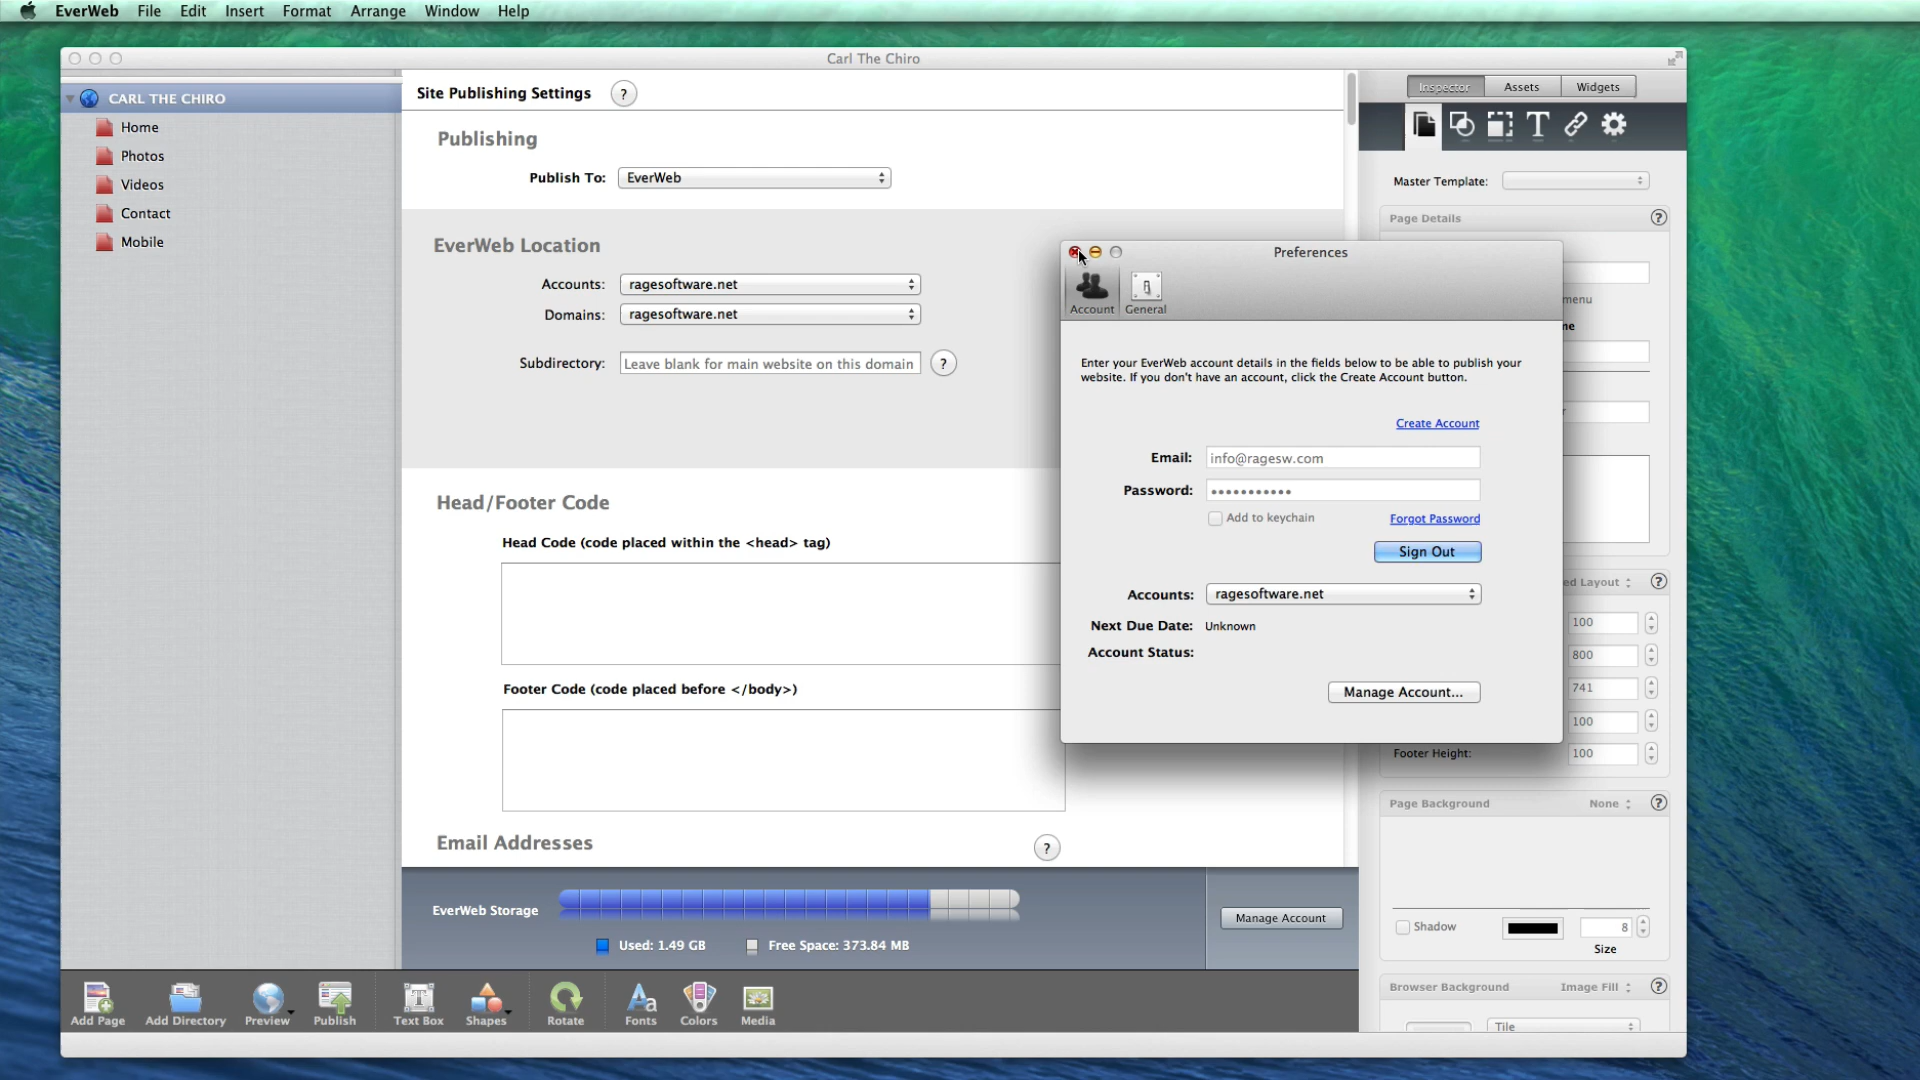 EverWeb File Edit Insert Format Arrange Window Help
Carl The Chiro
CARL THE CHIRO
Home
Photos
Videos
Contact
Mobile
Site Publishing Settings ?
Publishing
Publish To: EverWeb
EverWeb Location
Accounts: ragesoftware.net
Domains: ragesoftware.net
Subdirectory: Leave blank for main website on this domain ?
Head/Footer Code
Head Code (code placed within the <head> tag)
Footer Code (code placed before </body>)
Email Addresses ?
EverWeb Storage
Used: 1.49 GB Free Space: 373.84 MB
Manage Account
Preferences
Account General
Enter your EverWeb account details in the fields below to be able to publish your
website. If you don't have an account, click the Create Account button.
Create Account
Email: info@ragesw.com
Password: •••••••••••
Add to keychain Forgot Password
Sign Out
Accounts: ragesoftware.net
Next Due Date: Unknown
Account Status:
Manage Account...
Inspector Assets Widgets
T
Master Template:
Page Details ?
menu
ne
r
ed Layout ?
100
800
741
100
Footer Height: 100
Page Background None ?
Shadow 8
Size
Browser Background Image Fill ?
Tile
Add Page Add Directory Preview Publish Text Box Shapes Rotate Fonts Colors Media